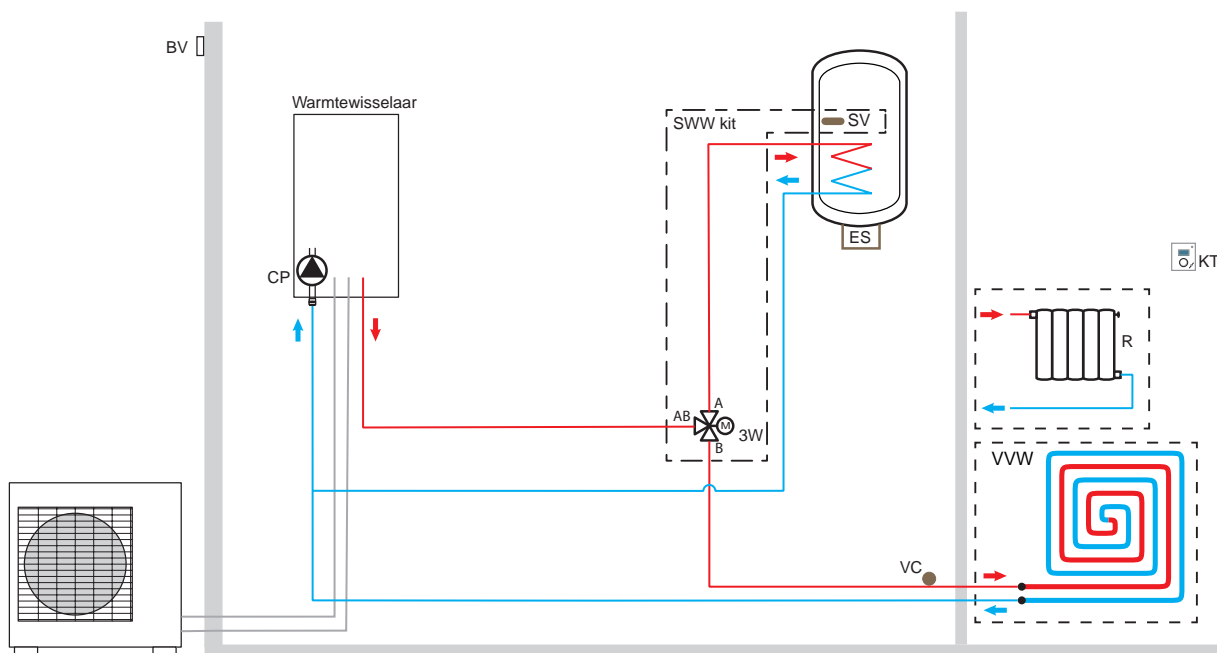 BV
Warmtewisselaar
SWW kit
SV
ES
CP
KT
R
A
AB
M
3W
B
VVW
VC